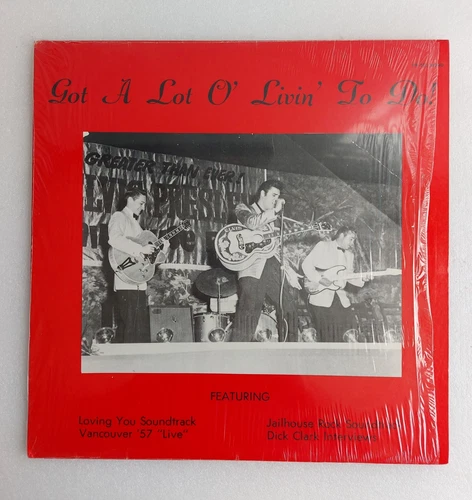 Got A Lot O' Livin' To Do!
GREATER THAN EVER!
FEATURING
Loving You Soundtrack
Vancouver '57 "Live"
Jailhouse Rock Soundtrack
Dick Clark Interviews